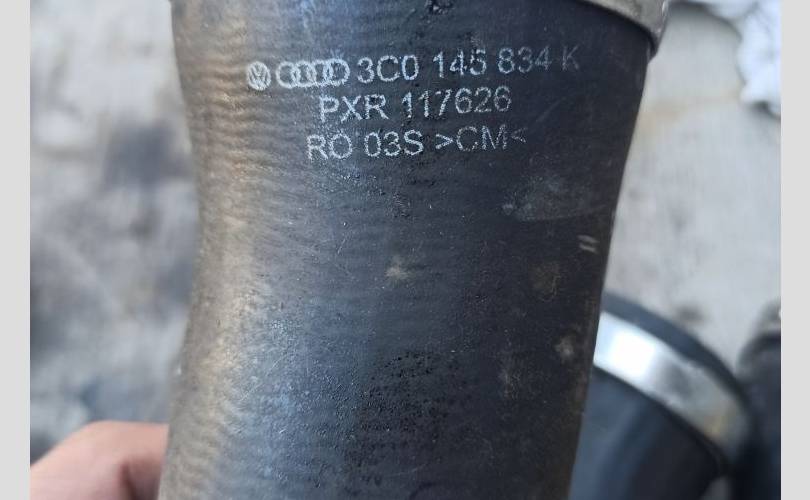 3C0 145 834 K
PXR 117626
RO 03S >CM<